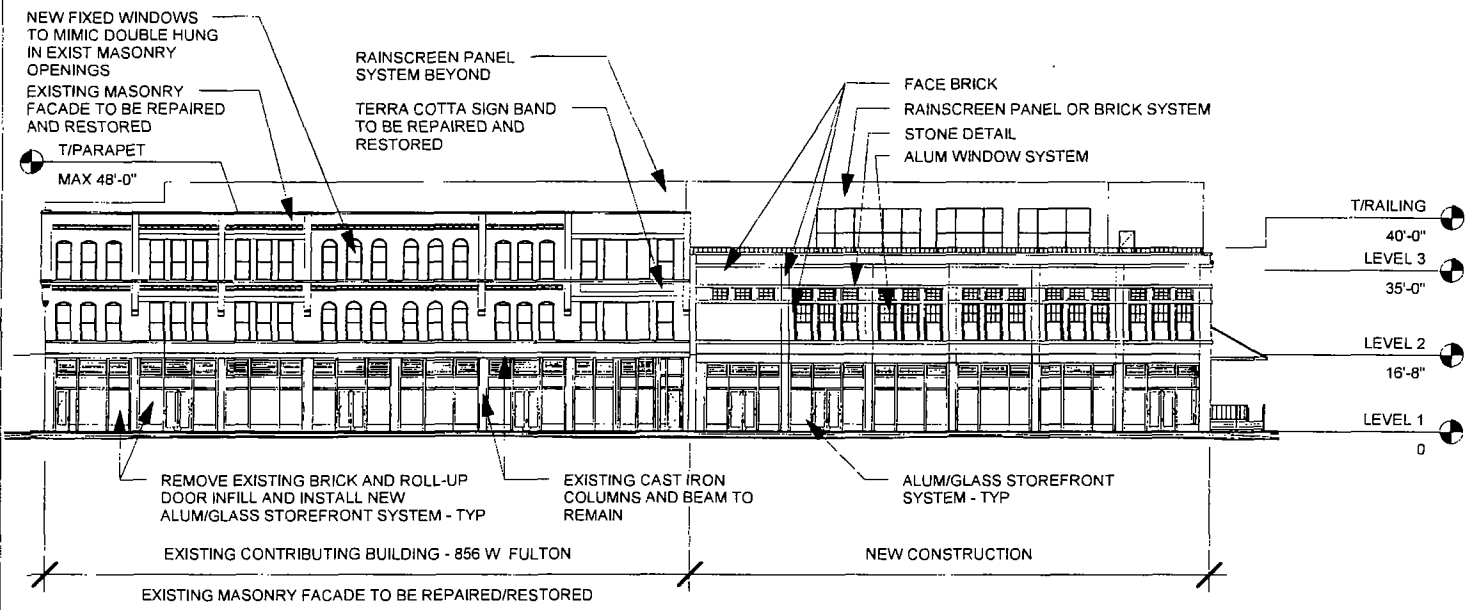 NEW FIXED WINDOWS
TO MIMIC DOUBLE HUNG
IN EXIST MASONRY
OPENINGS
EXISTING MASONRY
FACADE TO BE REPAIRED
AND RESTORED
T/PARAPET
MAX 48'-0"
RAINSCREEN PANEL
SYSTEM BEYOND
TERRA COTTA SIGN BAND
TO BE REPAIRED AND
RESTORED
FACE BRICK
RAINSCREEN PANEL OR BRICK SYSTEM
STONE DETAIL
ALUM WINDOW SYSTEM
T/RAILING
40'-0"
LEVEL 3
35'-0"
LEVEL 2
16'-8"
LEVEL 1
0
REMOVE EXISTING BRICK AND ROLL-UP
DOOR INFILL AND INSTALL NEW
ALUM/GLASS STOREFRONT SYSTEM - TYP
EXISTING CAST IRON
COLUMNS AND BEAM TO
REMAIN
ALUM/GLASS STOREFRONT
SYSTEM - TYP
EXISTING CONTRIBUTING BUILDING - 856 W FULTON
NEW CONSTRUCTION
EXISTING MASONRY FACADE TO BE REPAIRED/RESTORED